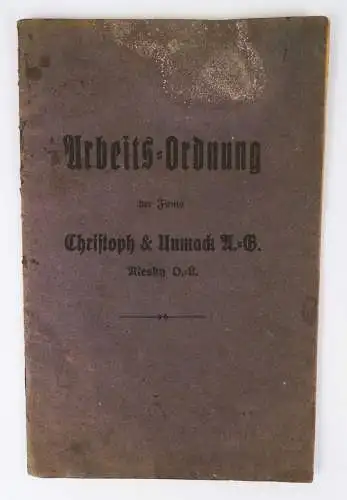 Arbeits-Ordnung
der Firma
Christoph & Unmack A.-G.
Niesky O.-L.